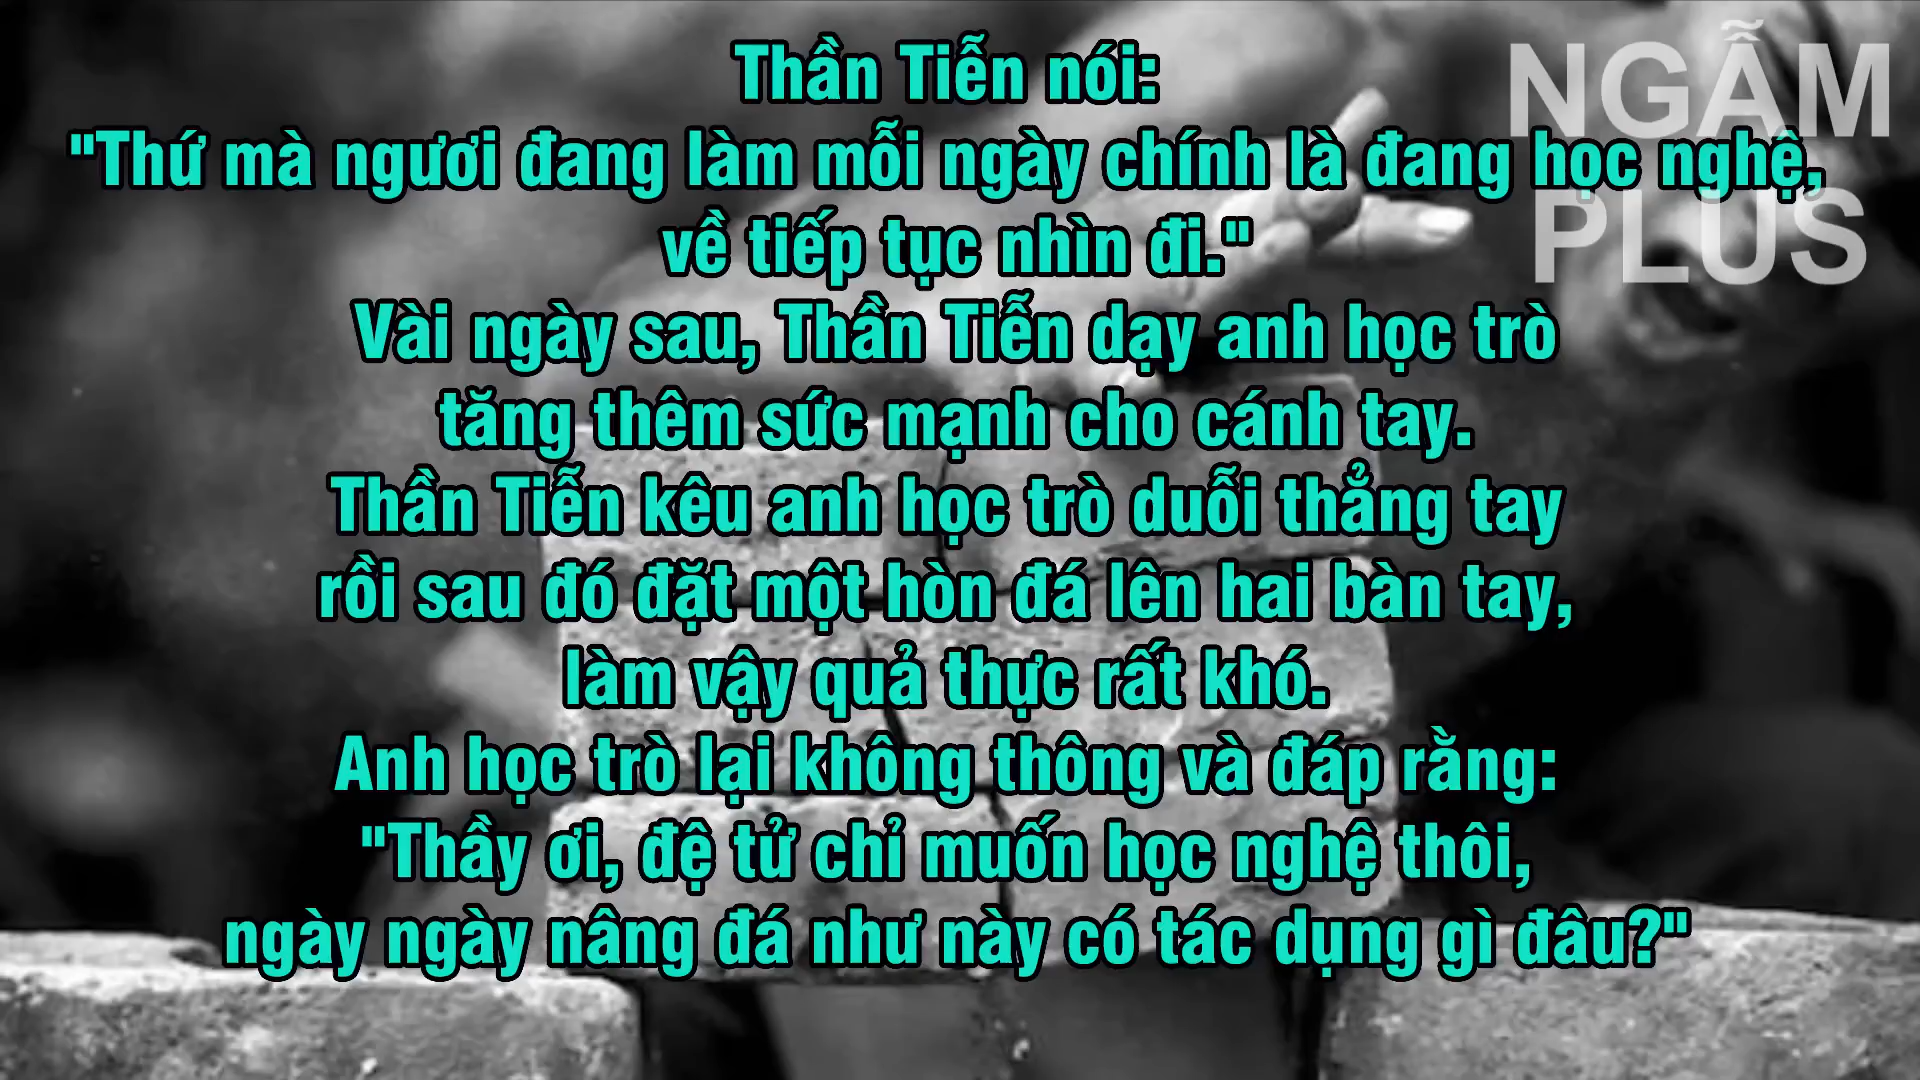 NGẪM
PLUS
Thần Tiễn nói:
"Thứ mà ngươi đang làm mỗi ngày chính là đang học nghệ,
về tiếp tục nhìn đi."
Vài ngày sau, Thần Tiễn dạy anh học trò
tăng thêm sức mạnh cho cánh tay.
Thần Tiễn kêu anh học trò duỗi thẳng tay
rồi sau đó đặt một hòn đá lên hai bàn tay,
làm vậy quả thực rất khó.
Anh học trò lại không thông và đáp rằng:
"Thầy ơi, đệ tử chỉ muốn học nghệ thôi,
ngày ngày nâng đá như này có tác dụng gì đâu?"